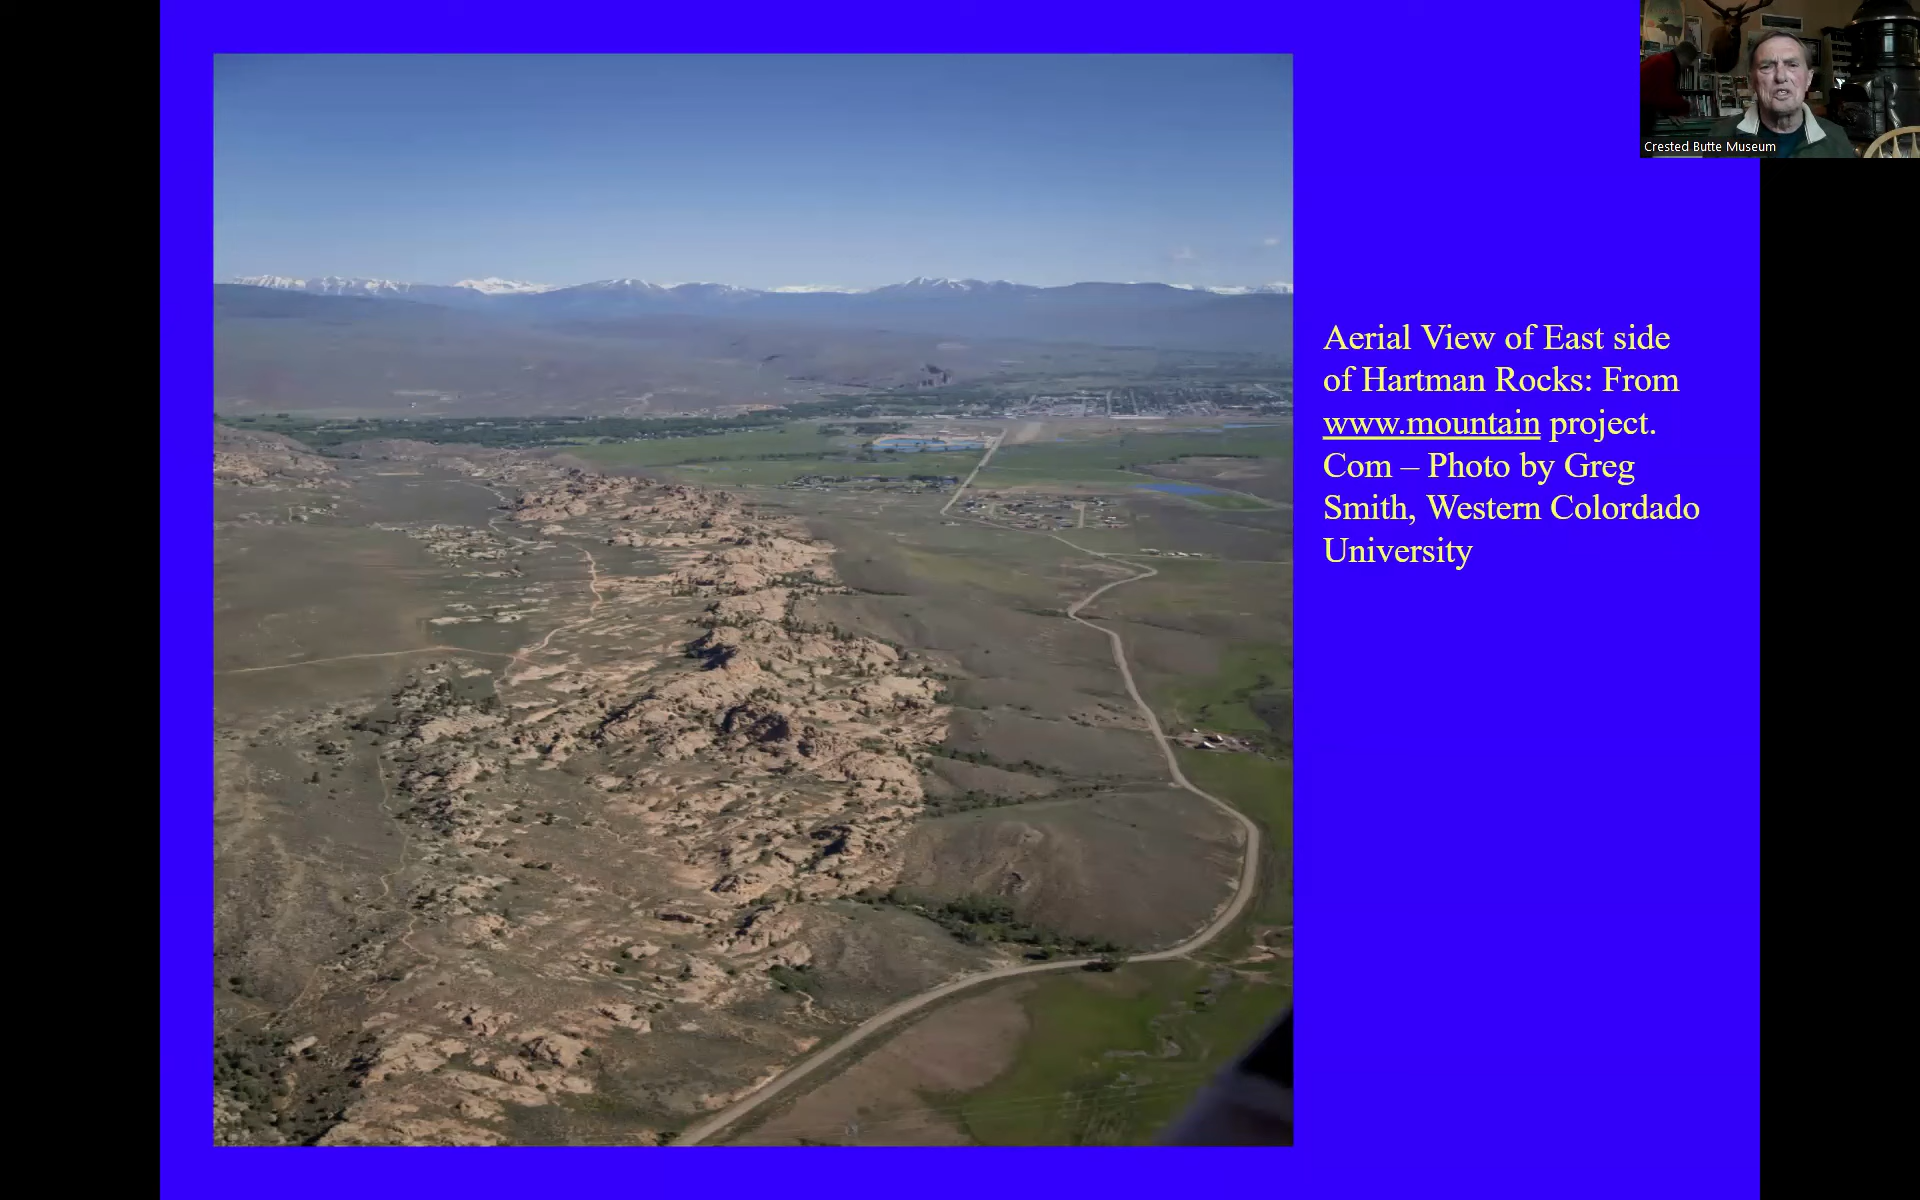 Crested Butte Museum
Aerial View of East side
of Hartman Rocks: From
www.mountain project.
Com – Photo by Greg
Smith, Western Colordado
University